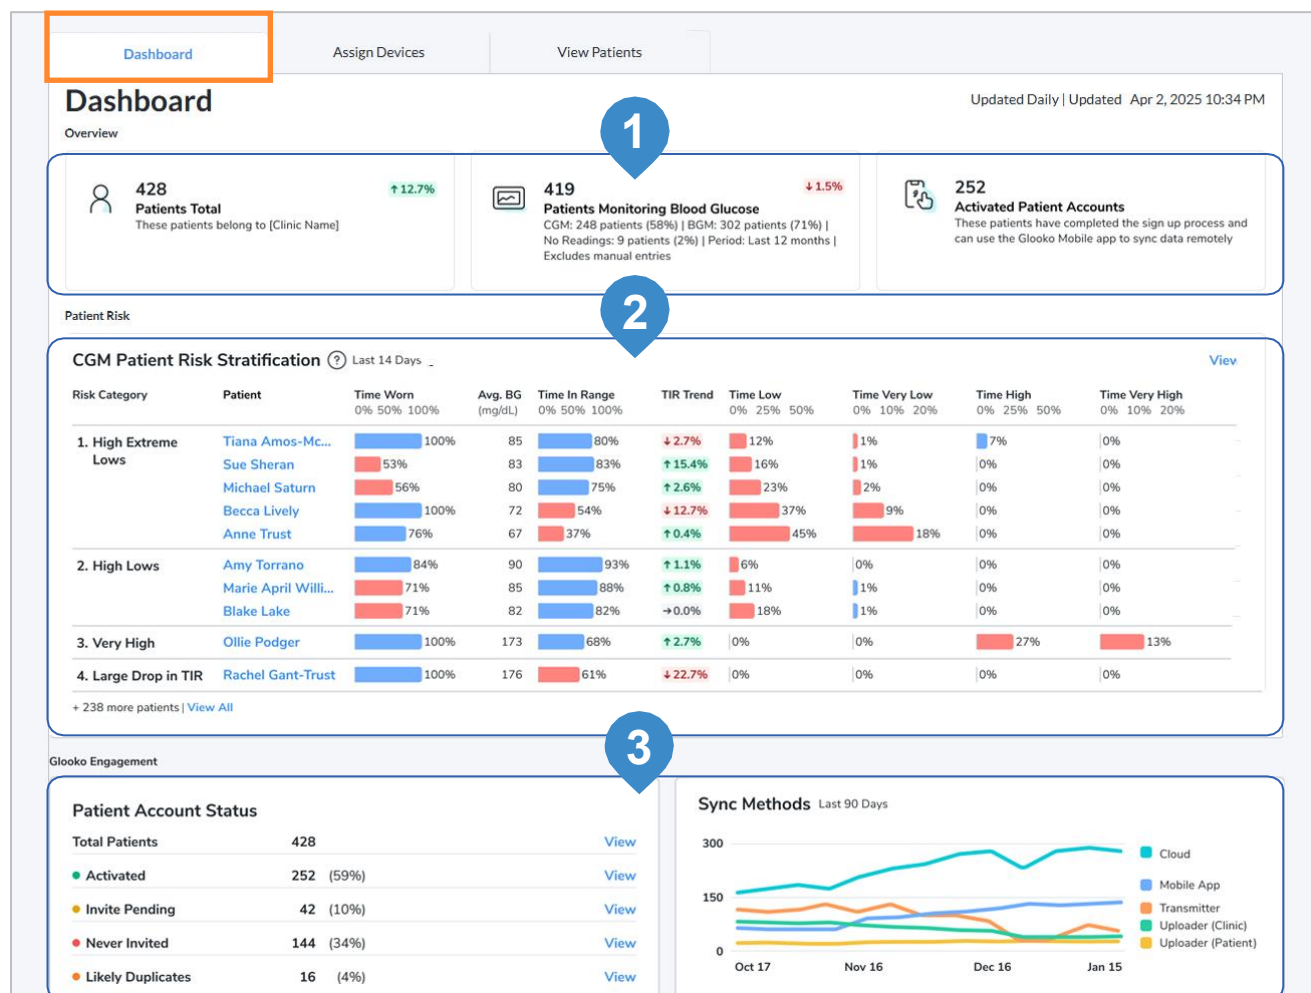 Dashboard
Assign Devices
View Patients
Dashboard
Updated Daily | Updated Apr 2, 2025 10:34 PM
Overview
1
428
↑12.7%
Patients Total
These patients belong to [Clinic Name]
419
↓1.5%
Patients Monitoring Blood Glucose
CGM: 248 patients (58%) | BGM: 302 patients (71%) |
No Readings: 9 patients (2%) | Period: Last 12 months |
Excludes manual entries
252
Activated Patient Accounts
These patients have completed the sign up process and
can use the Glooko Mobile app to sync data remotely
2
Patient Risk
CGM Patient Risk Stratification ? Last 14 Days
View
Risk Category Patient Time Worn Avg. BG Time In Range TIR Trend Time Low Time Very Low Time High Time Very High
0% 50% 100% (mg/dL) 0% 50% 100% 0% 25% 50% 0% 10% 20% 0% 25% 50% 0% 10% 20%
1. High Extreme Tiana Amos-Mc... 100% 85 80% ↓2.7% 12% 1% 7% 0%
Lows Sue Sheran 53% 83 83% ↑15.4% 16% 1% 0% 0%
Michael Saturn 56% 80 75% ↑2.6% 23% 2% 0% 0%
Becca Lively 100% 72 54% ↓12.7% 37% 9% 0% 0%
Anne Trust 76% 67 37% ↑0.4% 45% 18% 0% 0%
2. High Lows Amy Torrano 84% 90 93% ↑1.1% 6% 0% 0% 0%
Marie April Willi... 71% 85 88% ↑0.8% 11% 1% 0% 0%
Blake Lake 71% 82 82% →0.0% 18% 1% 0% 0%
3. Very High Ollie Podger 100% 173 68% ↑2.7% 0% 0% 27% 13%
4. Large Drop in TIR Rachel Gant-Trust 100% 176 61% ↓22.7% 0% 0% 0% 0%
+ 238 more patients | View All
3
Glooko Engagement
Patient Account Status
Total Patients 428 View
Activated 252 (59%) View
Invite Pending 42 (10%) View
Never Invited 144 (34%) View
Likely Duplicates 16 (4%) View
Sync Methods Last 90 Days
300
150
0
Oct 17 Nov 16 Dec 16 Jan 15
Cloud
Mobile App
Transmitter
Uploader (Clinic)
Uploader (Patient)